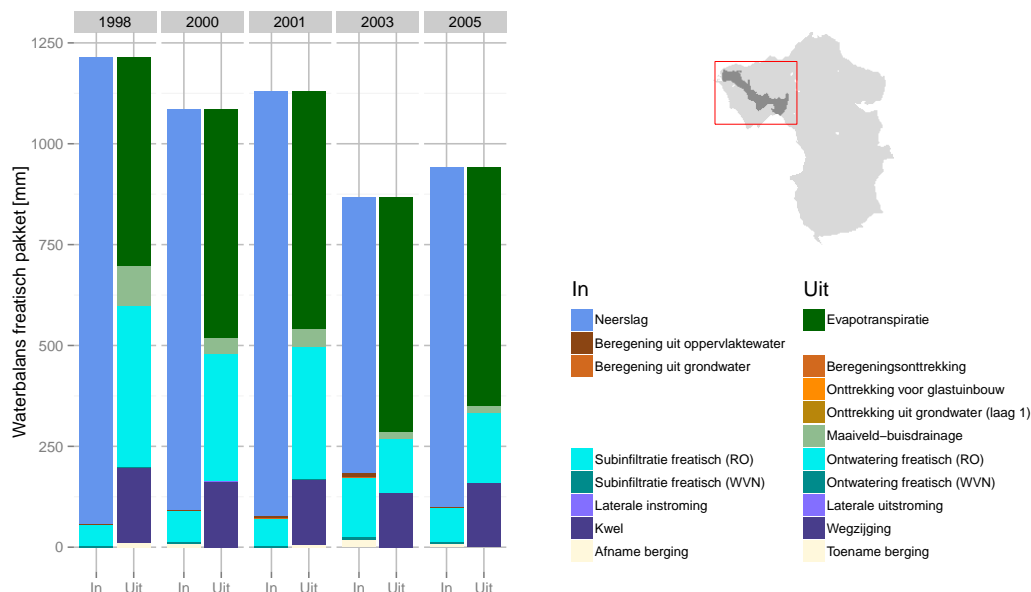 1998 2000 2001 2003 2005
Waterbalans freatisch pakket [mm]
1250
1000
750
500
250
0
In Uit In Uit In Uit In Uit In Uit
In
Neerslag
Beregening uit oppervlaktewater
Beregening uit grondwater
Subinfiltratie freatisch (RO)
Subinfiltratie freatisch (WVN)
Laterale instroming
Kwel
Afname berging
Uit
Evapotranspiratie
Beregeningsonttrekking
Onttrekking voor glastuinbouw
Onttrekking uit grondwater (laag 1)
Maaiveld−buisdrainage
Ontwatering freatisch (RO)
Ontwatering freatisch (WVN)
Laterale uitstroming
Wegzijging
Toename berging